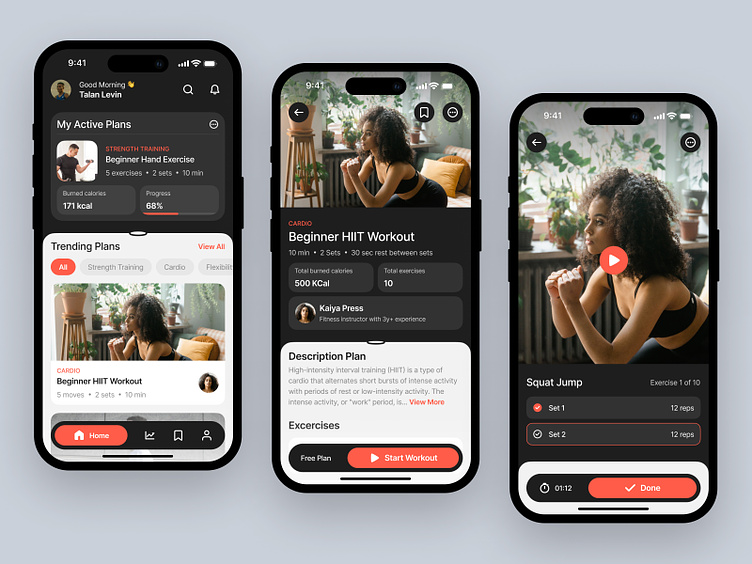 9:41
Good Morning 👋
Talan Levin
My Active Plans
STRENGTH TRAINING
Beginner Hand Exercise
5 exercises • 2 sets • 10 min
Burned calories
171 kcal
Progress
68%
Trending Plans
View All
All
Strength Training
Cardio
Flexibilit
CARDIO
Beginner HIIT Workout
5 moves • 2 sets • 10 min
Home
9:41
CARDIO
Beginner HIIT Workout
10 min • 2 Sets • 30 sec rest between sets
Total burned calories
500 KCal
Total exercises
10
Kaiya Press
Fitness instructor with 3y+ experience
Description Plan
High-intensity interval training (HIIT) is a type of
cardio that alternates short bursts of intense activity
with periods of rest or low-intensity activity. The
intense activity, or "work" period, is... View More
Excercises
Free Plan
Start Workout
9:41
Squat Jump
Exercise 1 of 10
Set 1
12 reps
Set 2
12 reps
01:12
Done